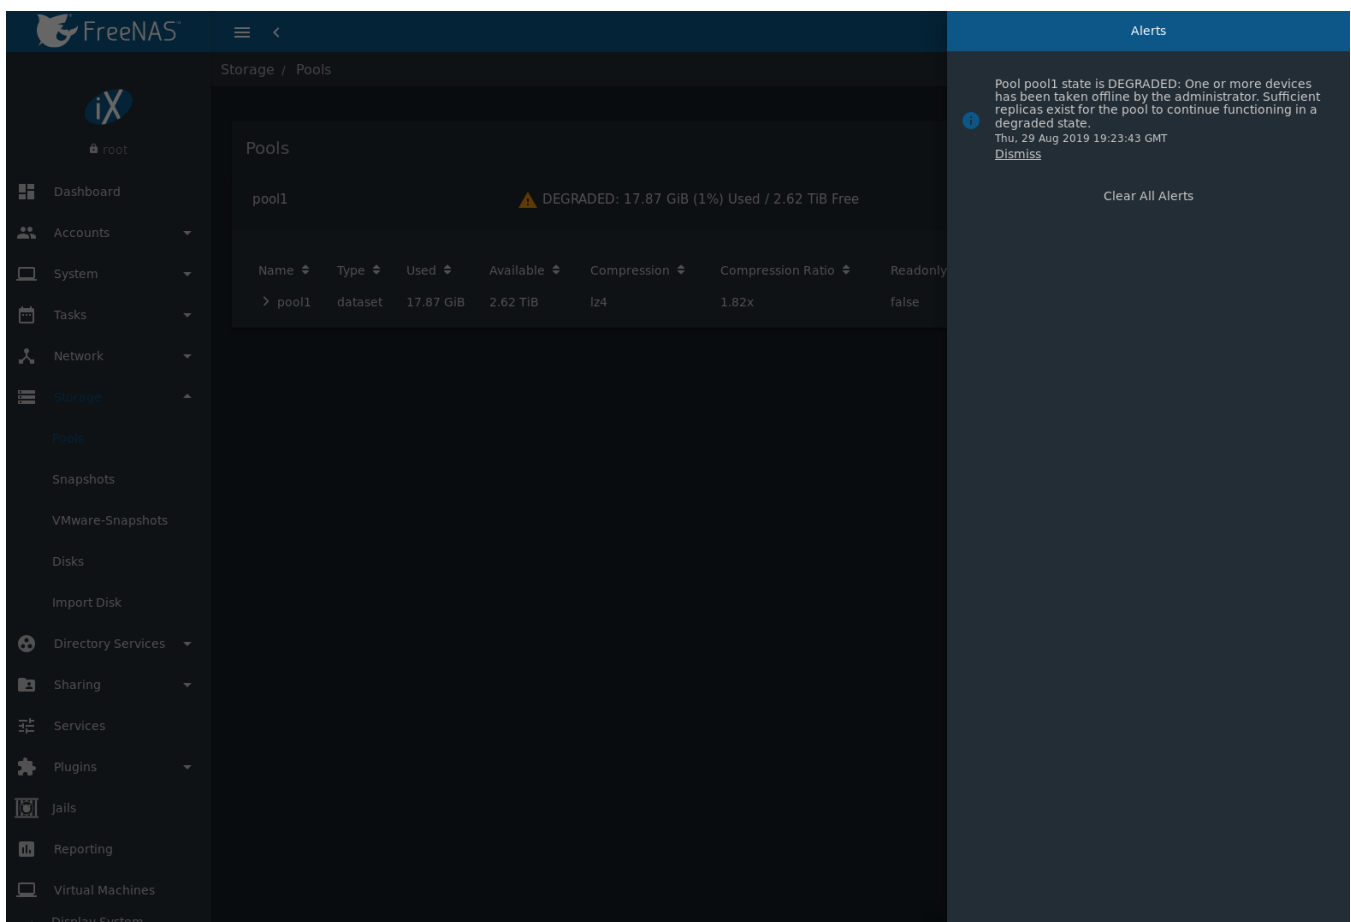 FreeNAS
Alerts
Storage / Pools
iX
root
Dashboard
Accounts
System
Tasks
Network
Storage
Pools
Snapshots
VMware-Snapshots
Disks
Import Disk
Directory Services
Sharing
Services
Plugins
Jails
Reporting
Virtual Machines
Display System
Pools
pool1
DEGRADED: 17.87 GiB (1%) Used / 2.62 TiB Free
Name Type Used Available Compression Compression Ratio Readonly
pool1 dataset 17.87 GiB 2.62 TiB lz4 1.82x false
Pool pool1 state is DEGRADED: One or more devices
has been taken offline by the administrator. Sufficient
replicas exist for the pool to continue functioning in a
degraded state.
Thu, 29 Aug 2019 19:23:43 GMT
Dismiss
Clear All Alerts